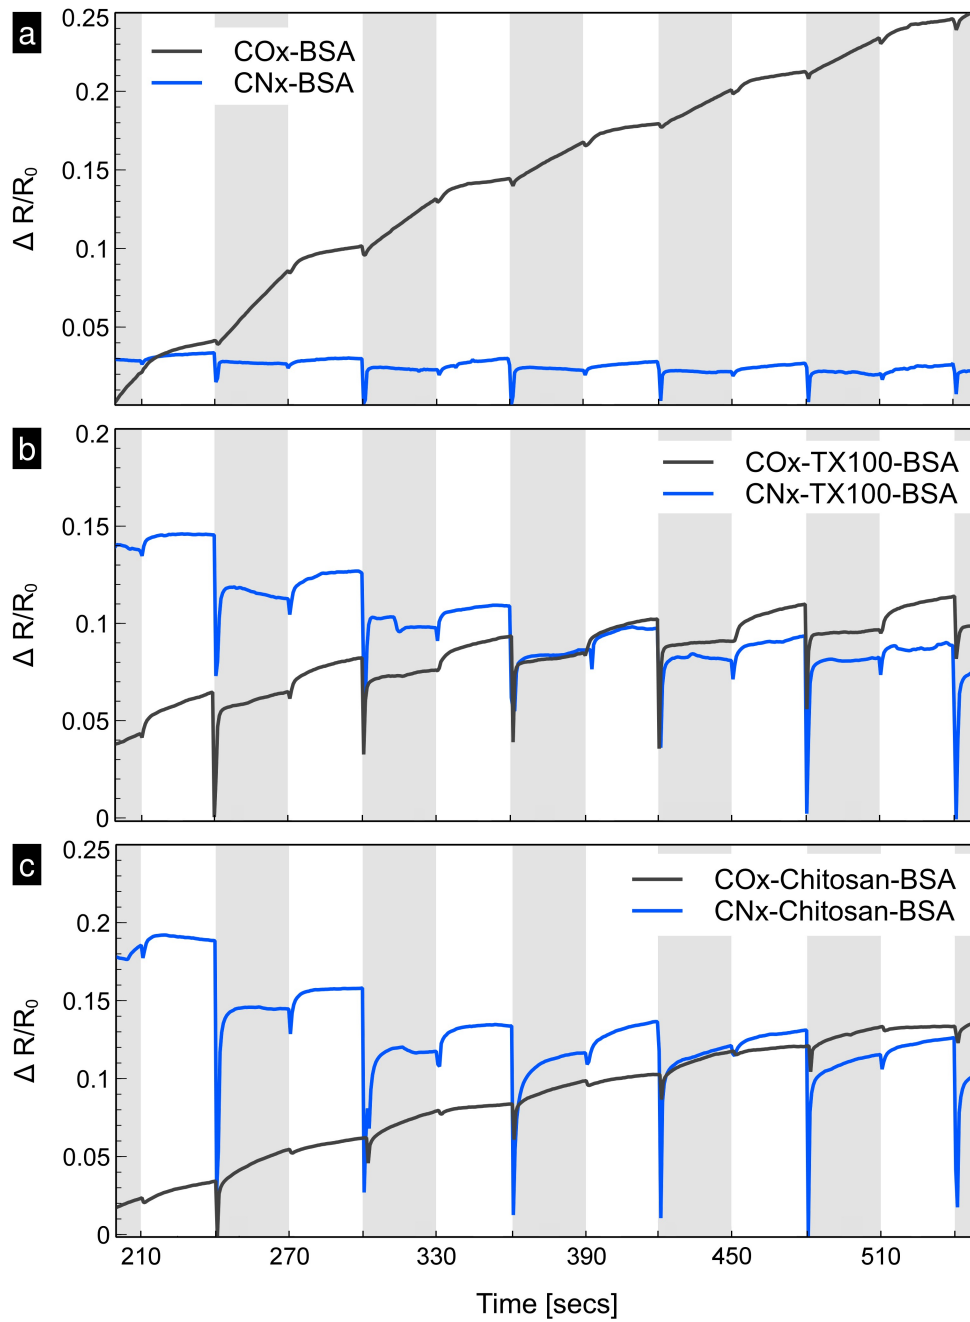 a
COx-BSA
CNx-BSA
0.25
0.2
0.15
0.1
0.05
Δ R/R0
b
COx-TX100-BSA
CNx-TX100-BSA
0.2
0.15
0.1
0.05
0
Δ R/R0
c
COx-Chitosan-BSA
CNx-Chitosan-BSA
0.25
0.2
0.15
0.1
0.05
0
Δ R/R0
210 270 330 390 450 510
Time [secs]